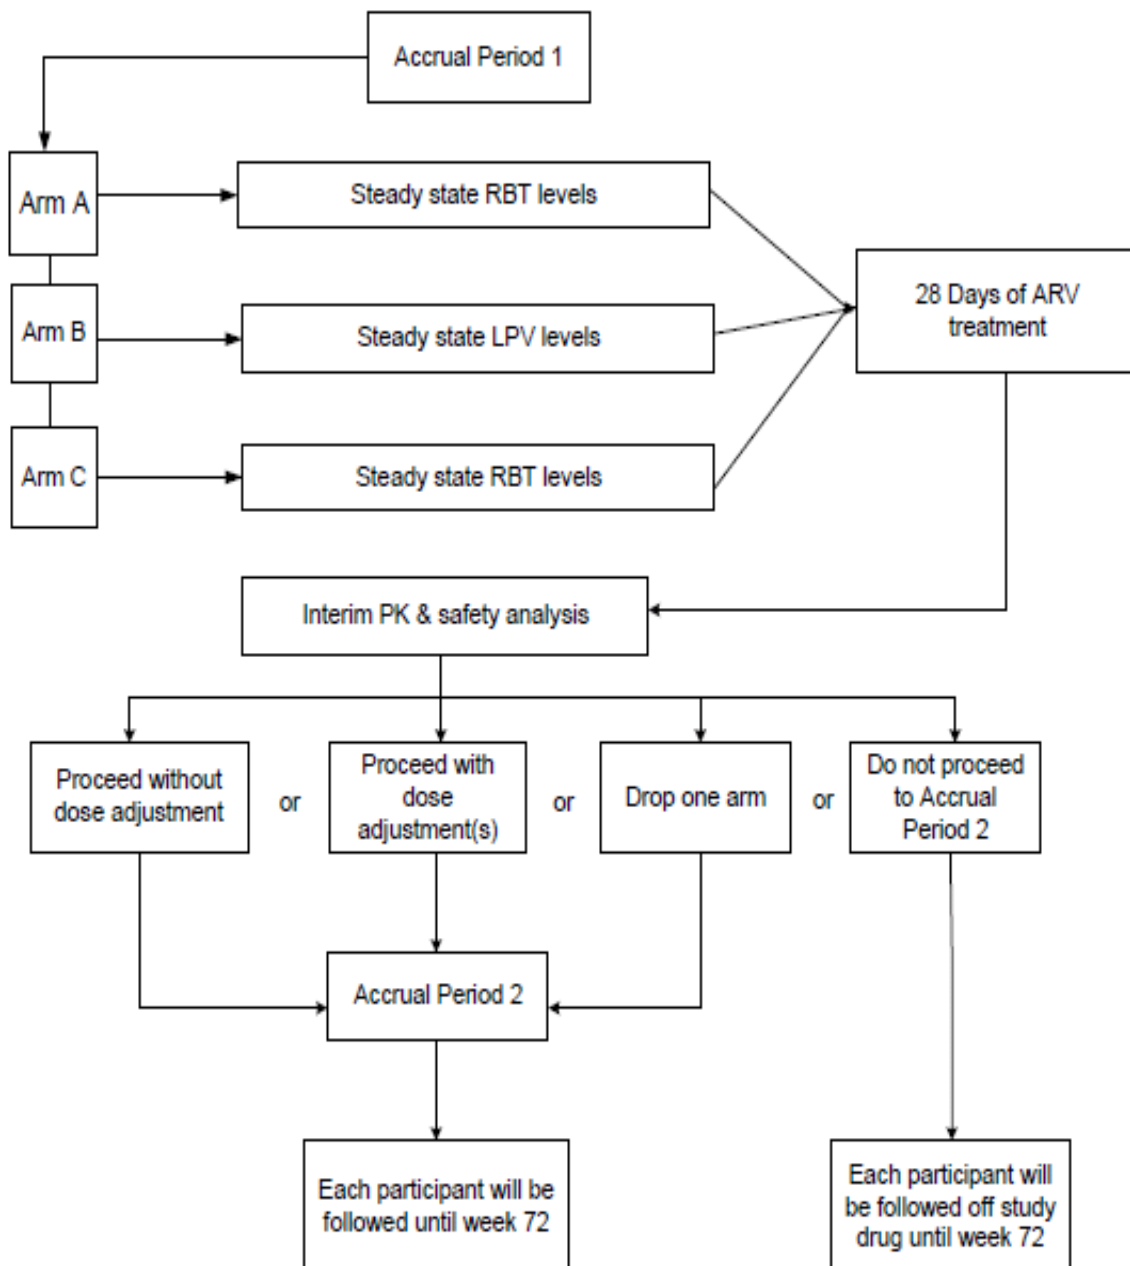 Accrual Period 1
Arm A
Steady state RBT levels
28 Days of ARV
treatment
Arm B
Steady state LPV levels
Arm C
Steady state RBT levels
Interim PK & safety analysis
Proceed without
dose adjustment
or
Proceed with
dose
adjustment(s)
or
Drop one arm
or
Do not proceed
to Accrual
Period 2
Accrual Period 2
Each participant will be
followed until week 72
Each participant will
be followed off study
drug until week 72